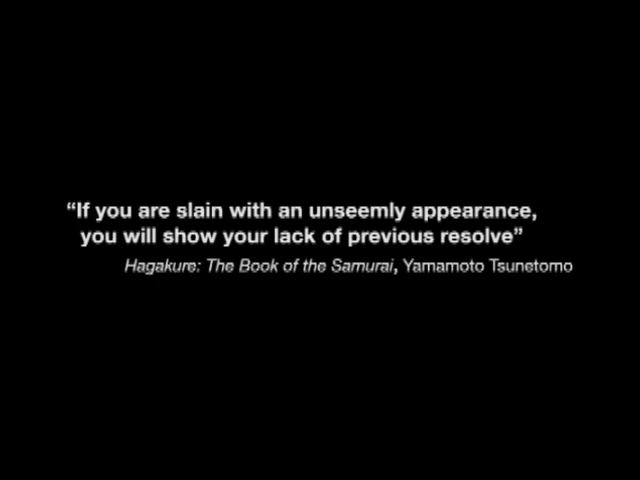 “If you are slain with an unseemly appearance,
you will show your lack of previous resolve”
Hagakure: The Book of the Samurai, Yamamoto Tsunetomo